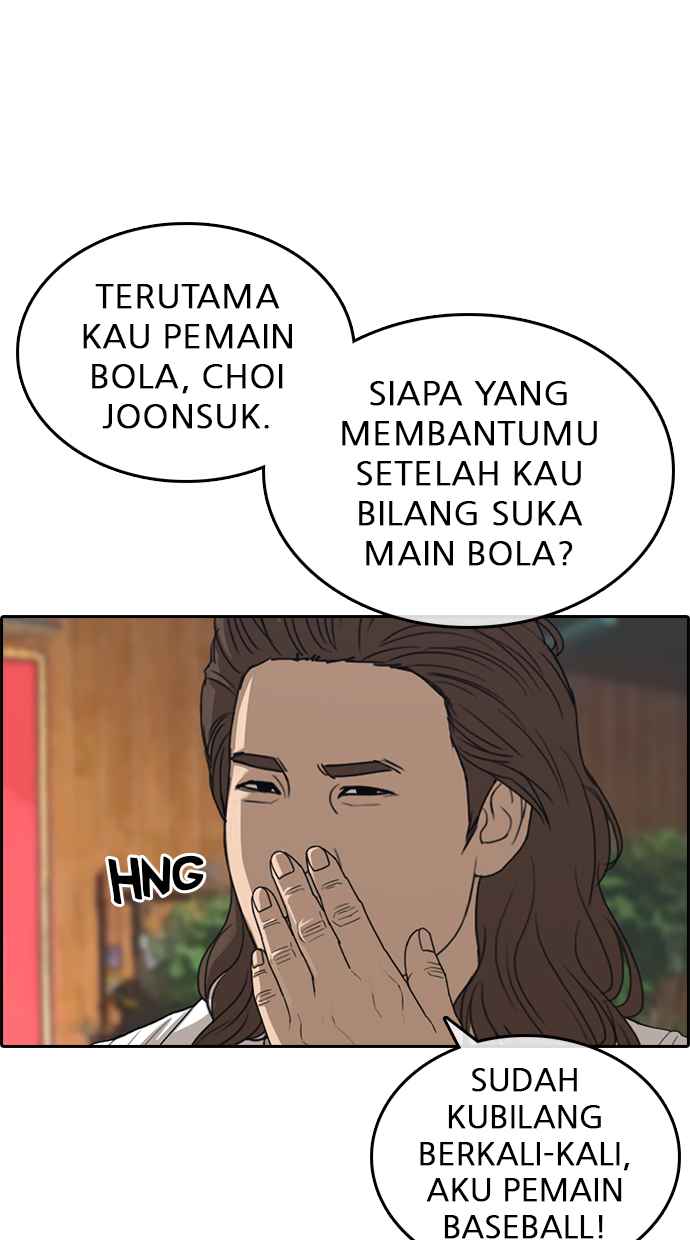 TERUTAMA
KAU PEMAIN
BOLA, CHOI
JOONSUK.
SIAPA YANG
MEMBANTUMU
SETELAH KAU
BILANG SUKA
MAIN BOLA?
HNG
SUDAH
KUBILANG
BERKALI-KALI,
AKU PEMAIN
BASEBALL!